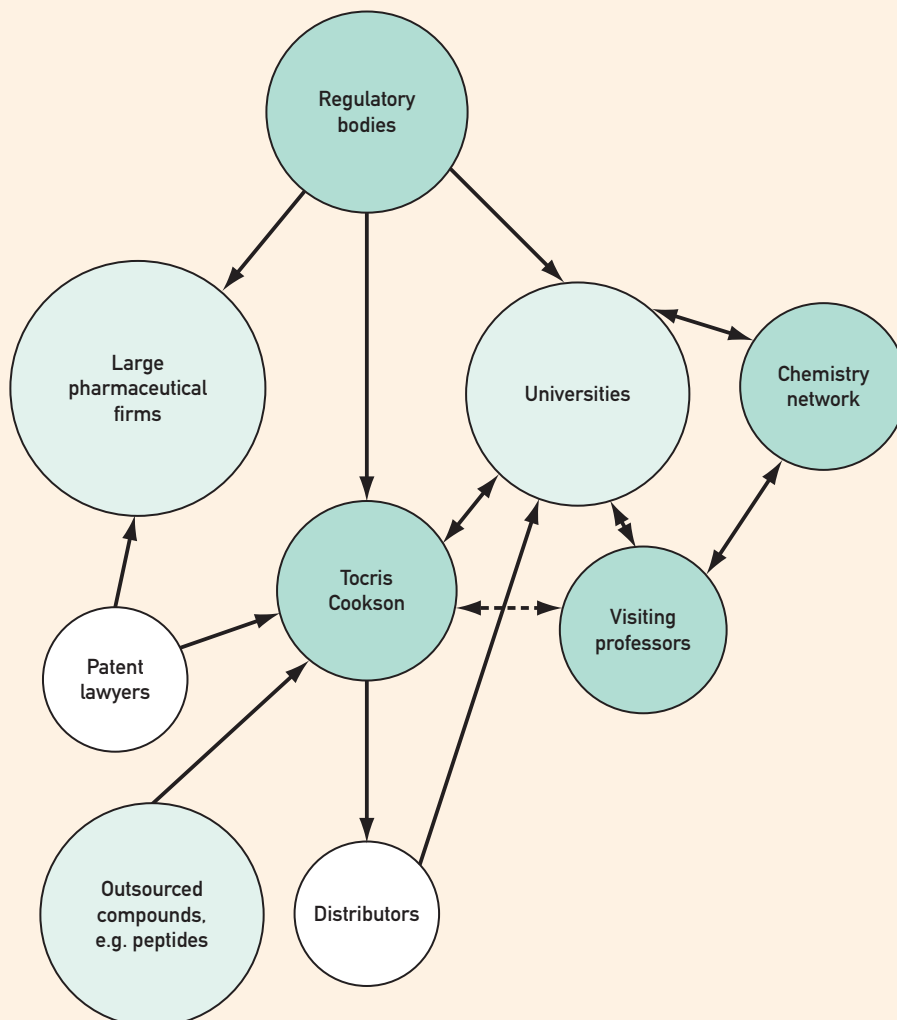 Regulatory
bodies
Large
pharmaceutical
firms
Universities
Chemistry
network
Tocris
Cookson
Visiting
professors
Patent
lawyers
Outsourced
compounds,
e.g. peptides
Distributors